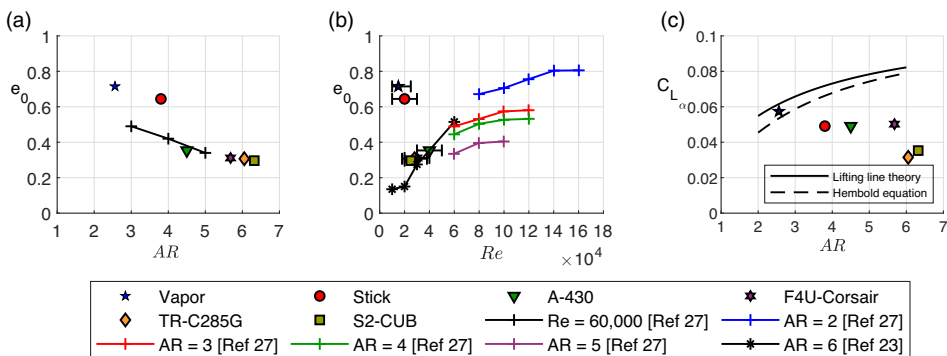 (a)
(b)
(c)
1
0.8
0.6
0.4
0.2
0
e0
1 2 3 4 5 6 7
AR
1
0.8
0.6
0.4
0.2
0
e0
0 2 4 6 8 10 12 14 16 18
Re
× 10^4
0.1
0.08
0.06
0.04
0.02
0
C_Lα
Lifting line theory
Hembold equation
1 2 3 4 5 6 7
AR
Vapor Stick A-430 F4U-Corsair
TR-C285G S2-CUB Re = 60,000 [Ref 27] AR = 2 [Ref 27]
AR = 3 [Ref 27] AR = 4 [Ref 27] AR = 5 [Ref 27] AR = 6 [Ref 23]